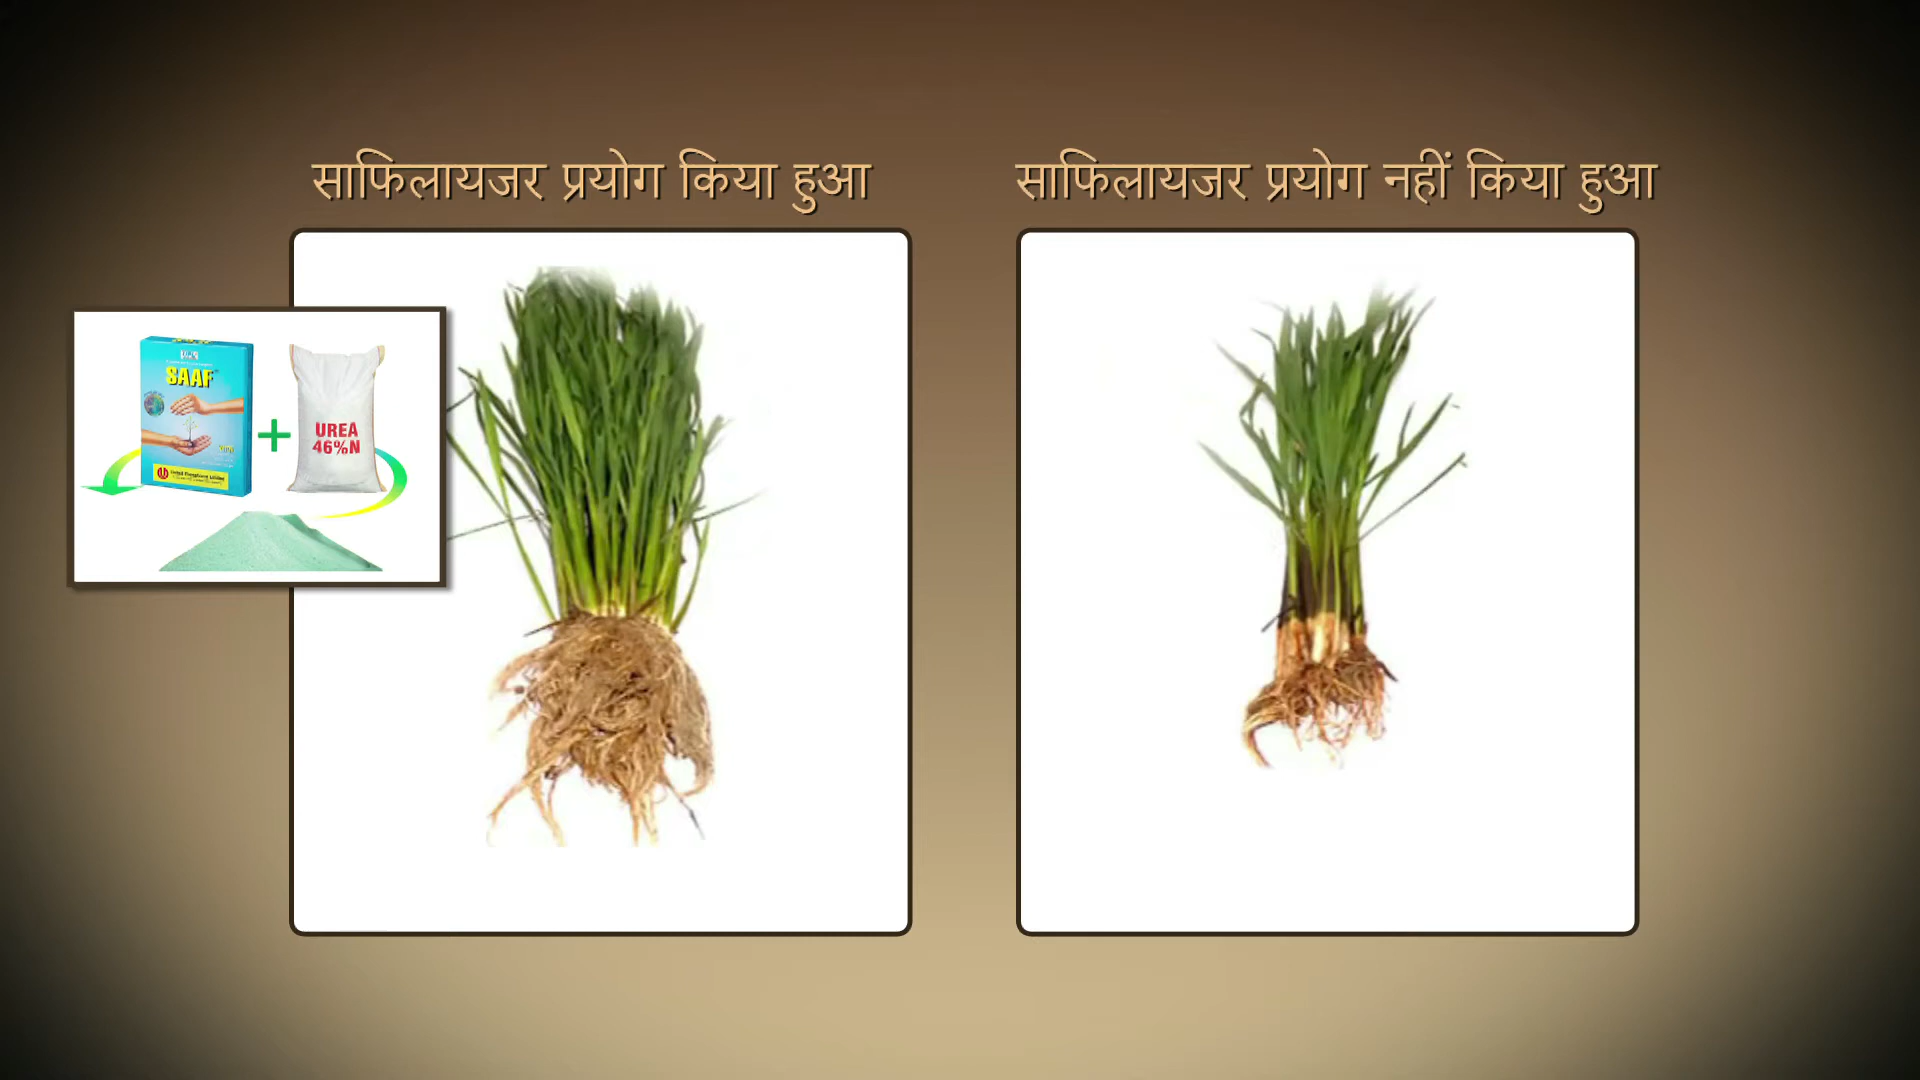 साफिलायजर प्रयोग किया हुआ
साफिलायजर प्रयोग नहीं किया हुआ
SAAF
UREA
46%N